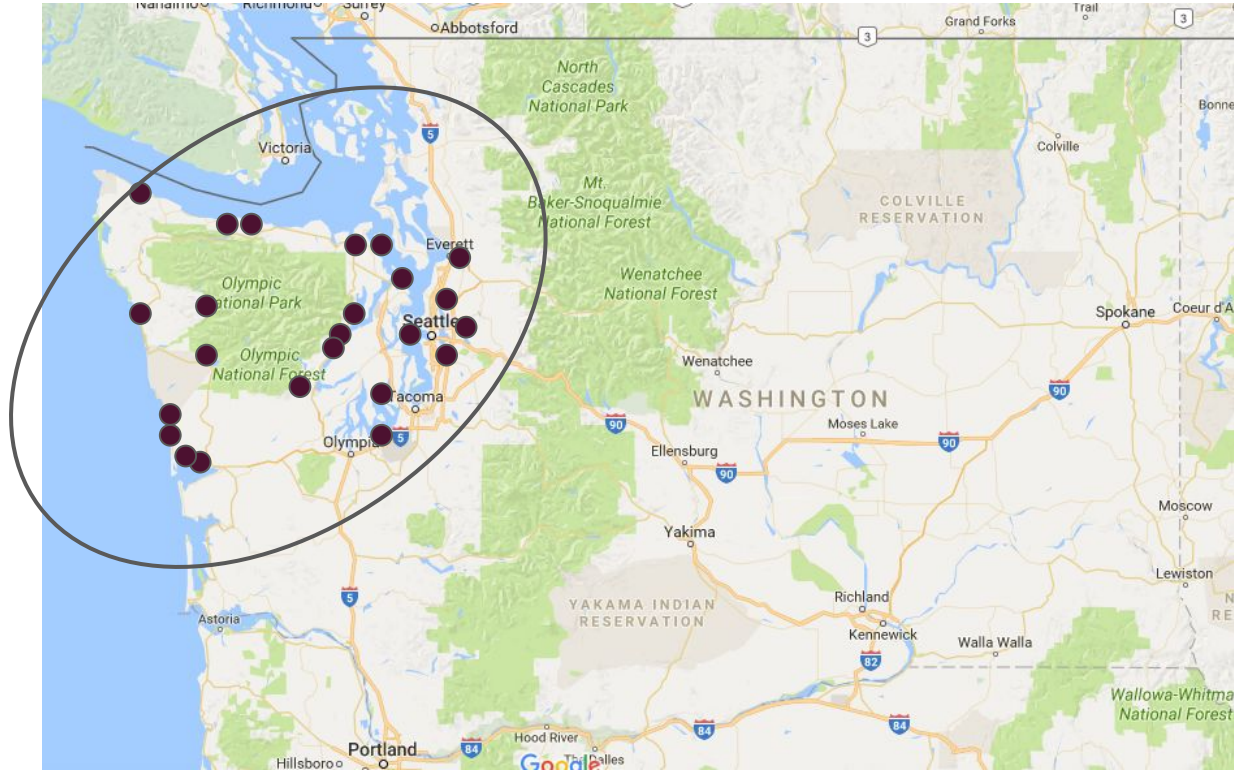 Nanaimo
Richmond
Surrey
Abbotsford
Grand Forks
Trail
3
3
North
Cascades
National Park
5
Victoria
Colville
Mt.
Baker-Snoqualmie
National Forest
COLVILLE
RESERVATION
Everett
Olympic
National Park
Wenatchee
National Forest
Seattle
Spokane
Coeur d'A
Olympic
National Forest
Wenatchee
WASHINGTON
90
Tacoma
90
Moses Lake
90
Olympia
5
Ellensburg
90
Moscow
Yakima
Lewiston
5
YAKAMA INDIAN
RESERVATION
Richland
Kennewick
Astoria
Walla Walla
82
Wallowa-Whitma
National Forest
84
84
84
Hood River
Portland
The Dalles
Hillsboro
Google